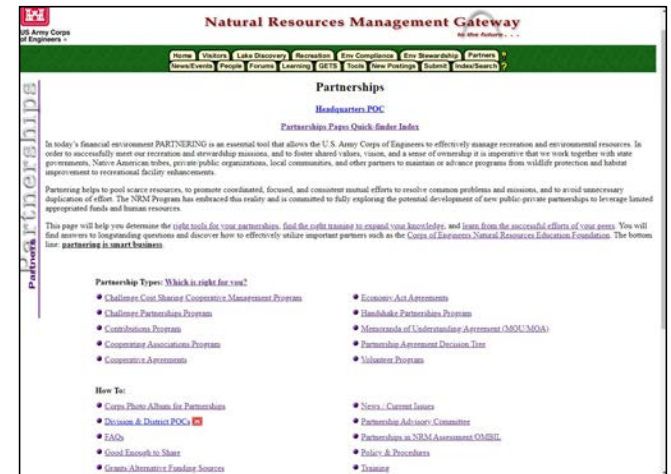 US Army Corps
of Engineers
Natural Resources Management Gateway
to the future . . .
Home Visitors Lake Discovery Recreation Env Compliance Env Stewardship Partners
News/Events People Forums Learning GETS Tools New Postings Submit Index/Search ?
Partnerships
Partners
Partnerships
Headquarters POC
Partnerships Pages Quick-finder Index
In today's financial environment PARTNERING is an essential tool that allows the U.S. Army Corps of Engineers to effectively manage recreation and environmental resources. In
order to successfully meet our recreation and stewardship missions, and to foster shared values, vision, and a sense of ownership it is imperative that we work together with state
governments, Native American tribes, private/public organizations, local communities, and other partners to maintain or advance programs from wildlife protection and habitat
improvement to recreational facility enhancements.
Partnering helps to pool scarce resources, to promote coordinated, focused, and consistent mutual efforts to resolve common problems and missions, and to avoid unnecessary
duplication of effort. The NRM Program has embraced this reality and is committed to fully exploring the potential development of new public-private partnerships to leverage limited
appropriated funds and human resources.
This page will help you determine the right tools for your partnerships, find the right training to expand your knowledge, and learn from the successful efforts of your peers. You will
find answers to longstanding questions and discover how to effectively utilize important partners such as the Corps of Engineers Natural Resources Education Foundation. The bottom
line: partnering is smart business.
Partnership Types: Which is right for you?
Challenge Cost Sharing Cooperative Management Program
Challenge Partnerships Program
Contributions Program
Cooperating Associations Program
Cooperative Agreements
Economy Act Agreements
Handshake Partnerships Program
Memoranda of Understanding/Agreement (MOU/MOA)
Partnership Agreement Decision Tree
Volunteer Program
How To:
Corps Photo Album for Partnerships
Division & District POCs
FAQs
Good Enough to Share
Grants/Alternative Funding Sources
News / Current Issues
Partnership Advisory Committee
Partnerships in NRM Assessment/OMBIL
Policy & Procedures
Training